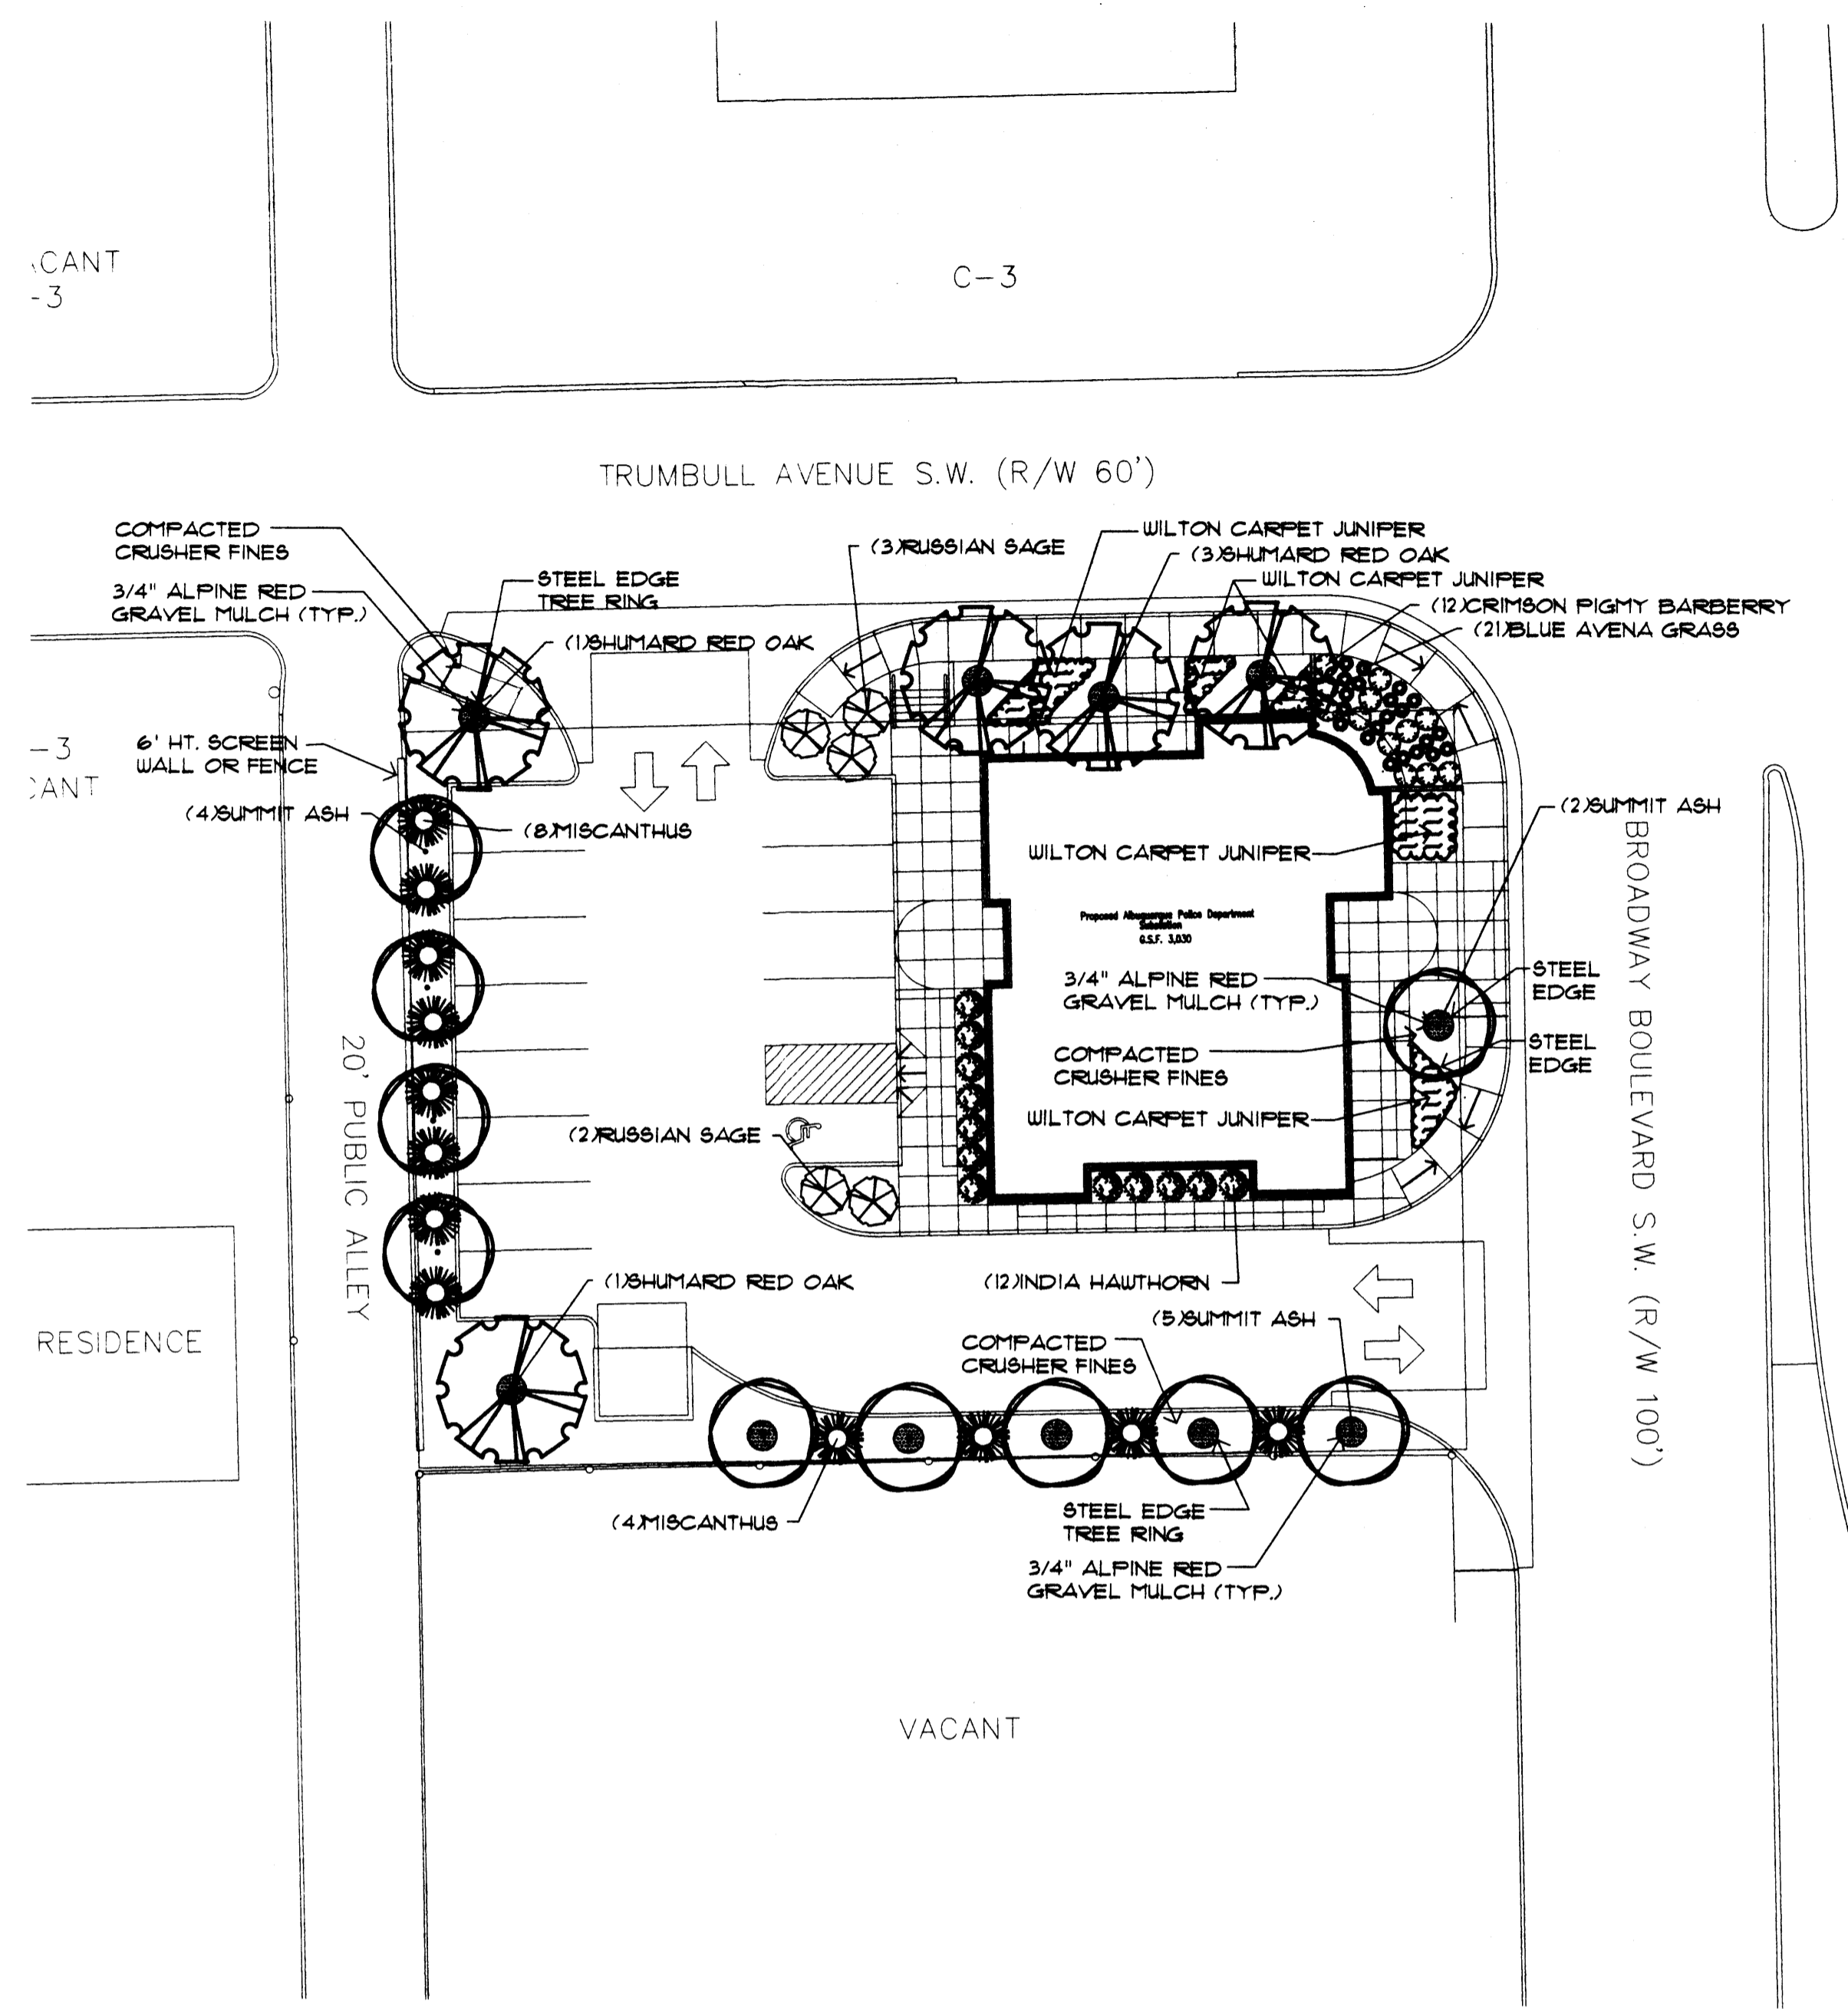 C-3
-3
TRUMBULL AVENUE S.W. (R/W 60')
COMPACTED
CRUSHER FINES
3/4" ALPINE RED
GRAVEL MULCH (TYP.)
STEEL EDGE
TREE RING
(1)SHUMARD RED OAK
(3)RUSSIAN SAGE
WILTON CARPET JUNIPER
(3)SHUMARD RED OAK
WILTON CARPET JUNIPER
(12)CRIMSON PIGMY BARBERRY
(21)BLUE AVENA GRASS
-3
6' HT. SCREEN
WALL OR FENCE
(4)SUMMIT ASH
(8)MISCANTHUS
(2)SUMMIT ASH
WILTON CARPET JUNIPER
Proposed Albuquerque Police Department
Substation
G.S.F. 3,030
3/4" ALPINE RED
GRAVEL MULCH (TYP.)
STEEL
EDGE
STEEL
EDGE
COMPACTED
CRUSHER FINES
WILTON CARPET JUNIPER
(2)RUSSIAN SAGE
20' PUBLIC ALLEY
BROADWAY BOULEVARD S.W. (R/W 100')
(1)SHUMARD RED OAK
(12)INDIA HAWTHORN
(5)SUMMIT ASH
COMPACTED
CRUSHER FINES
RESIDENCE
(4)MISCANTHUS
STEEL EDGE
TREE RING
3/4" ALPINE RED
GRAVEL MULCH (TYP.)
VACANT